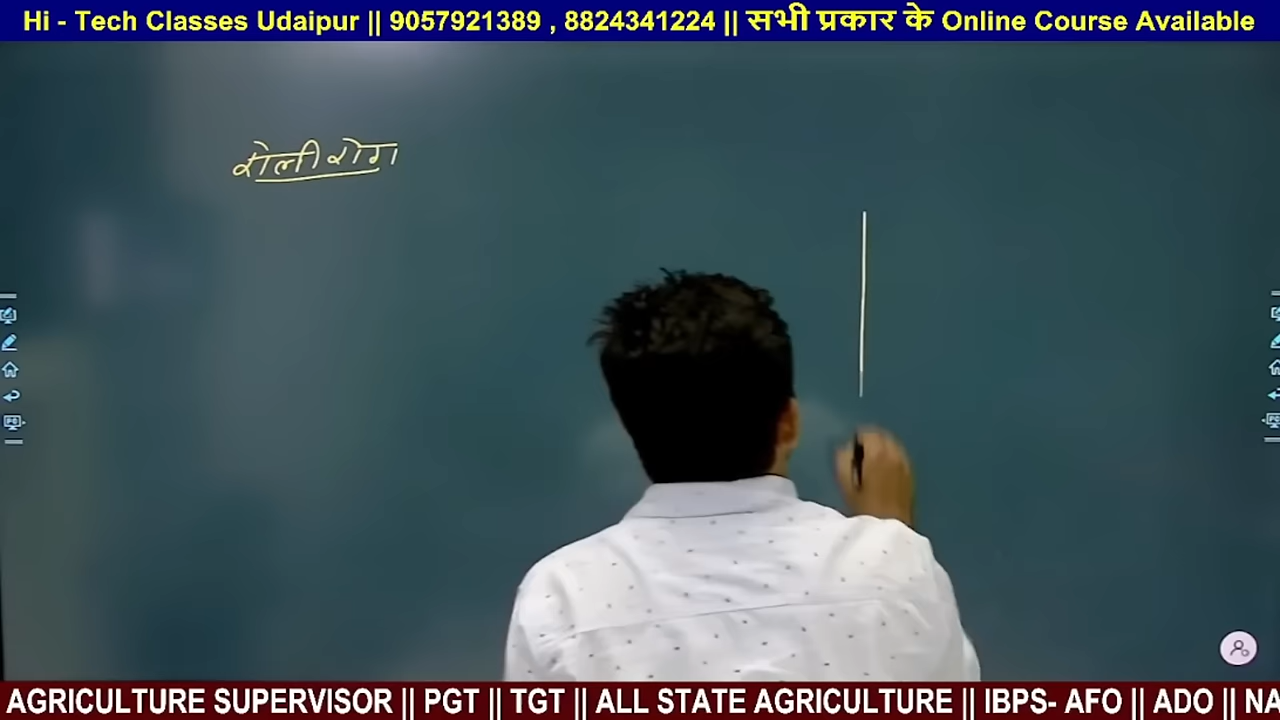 Hi - Tech Classes Udaipur || 9057921389 , 8824341224 || सभी प्रकार के Online Course Available
रोली रोग
AGRICULTURE SUPERVISOR || PGT || TGT || ALL STATE AGRICULTURE || IBPS- AFO || ADO || NA